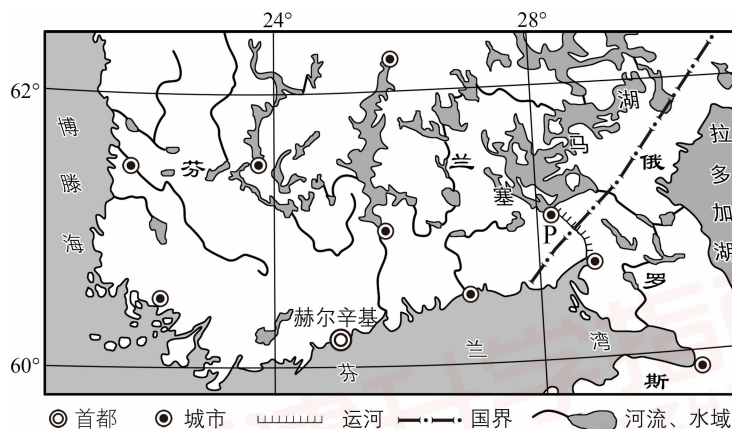 24°
28°
62°
60°
博滕海
芬
兰
塞
马
湖
俄
罗
斯
拉多加湖
P
赫尔辛基
芬
兰
湾
首都
城市
运河
国界
河流、水域